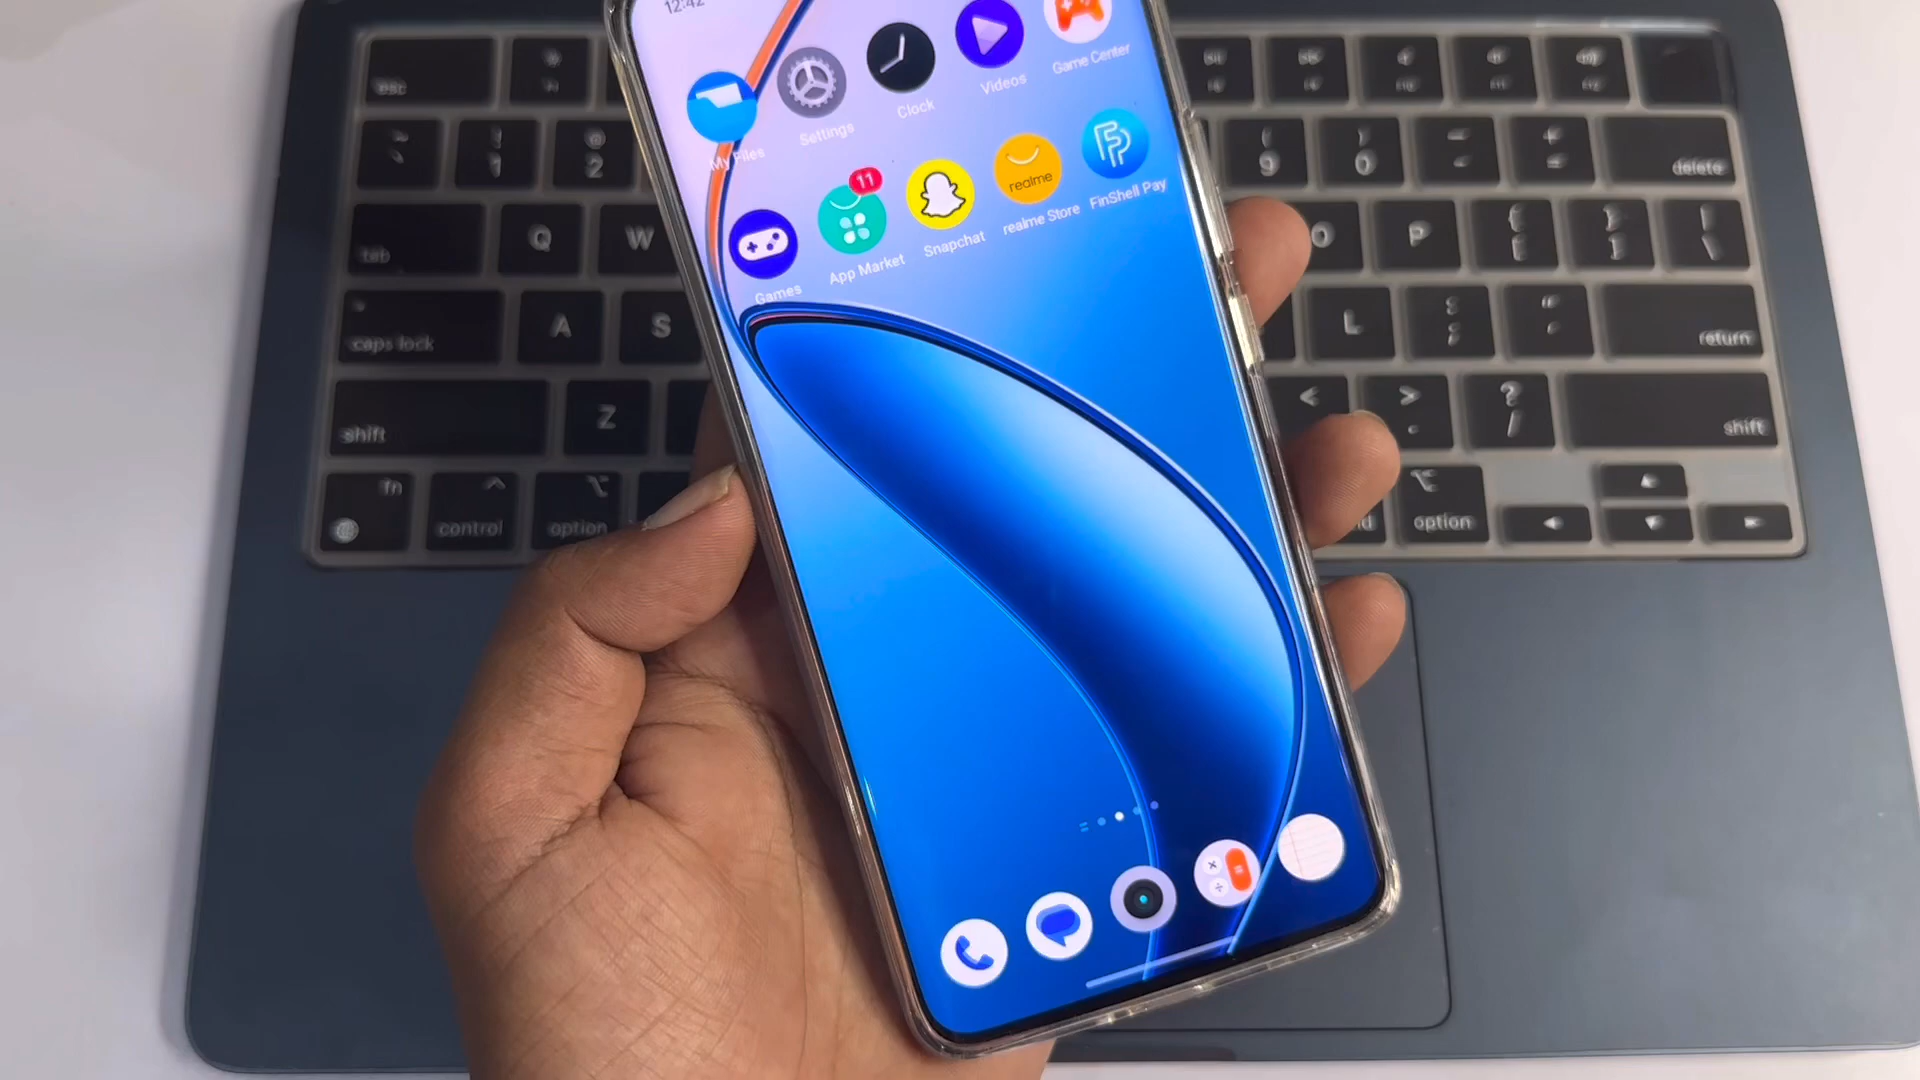 12:42
My Files
Settings
Clock
Videos
Game Center
11
realme
Games
App Market
Snapchat
realme Store
FinShell Pay
esc
!
1
@
2
(
9
)
0
+
=
delete
tab
Q
W
O
P
{
[
}
]
|
\
caps lock
A
S
L
:
;
return
shift
Z
<
>
.
?
/
shift
fn
control
option
option